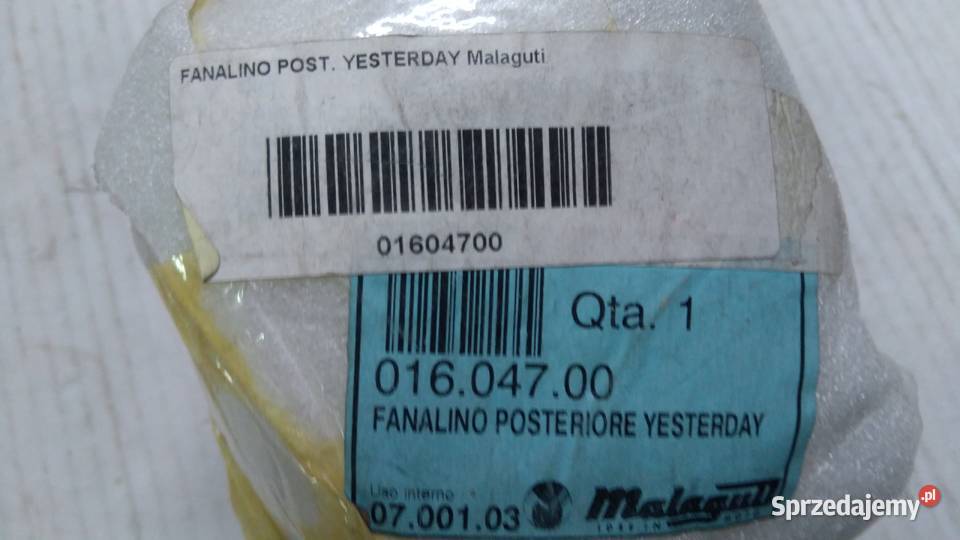 FANALINO POST. YESTERDAY Malaguti
01604700
Qta. 1
016.047.00
FANALINO POSTERIORE YESTERDAY
Uso interno
07.001.03
Malaguti
Sprzedajemy.pl